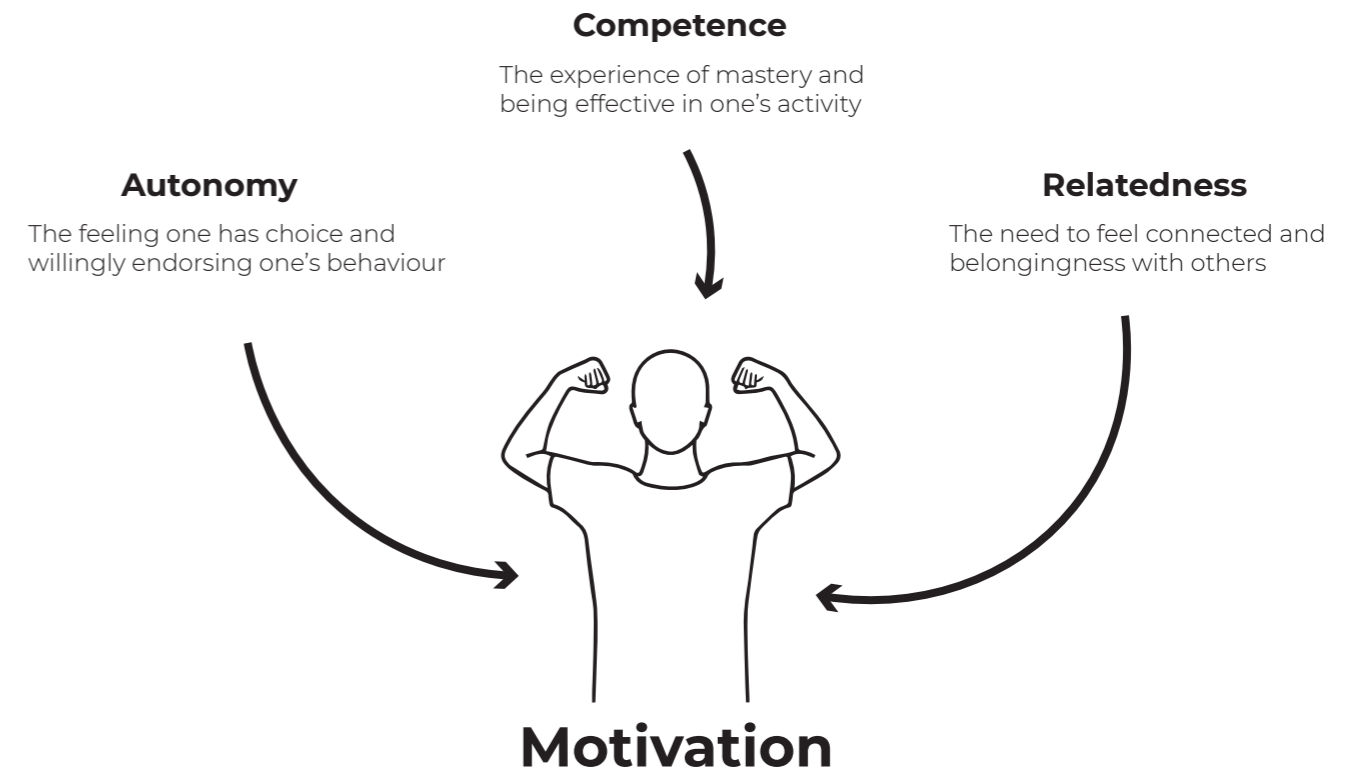 Competence
The experience of mastery and
being effective in one’s activity
Autonomy
The feeling one has choice and
willingly endorsing one’s behaviour
Relatedness
The need to feel connected and
belongingness with others
Motivation